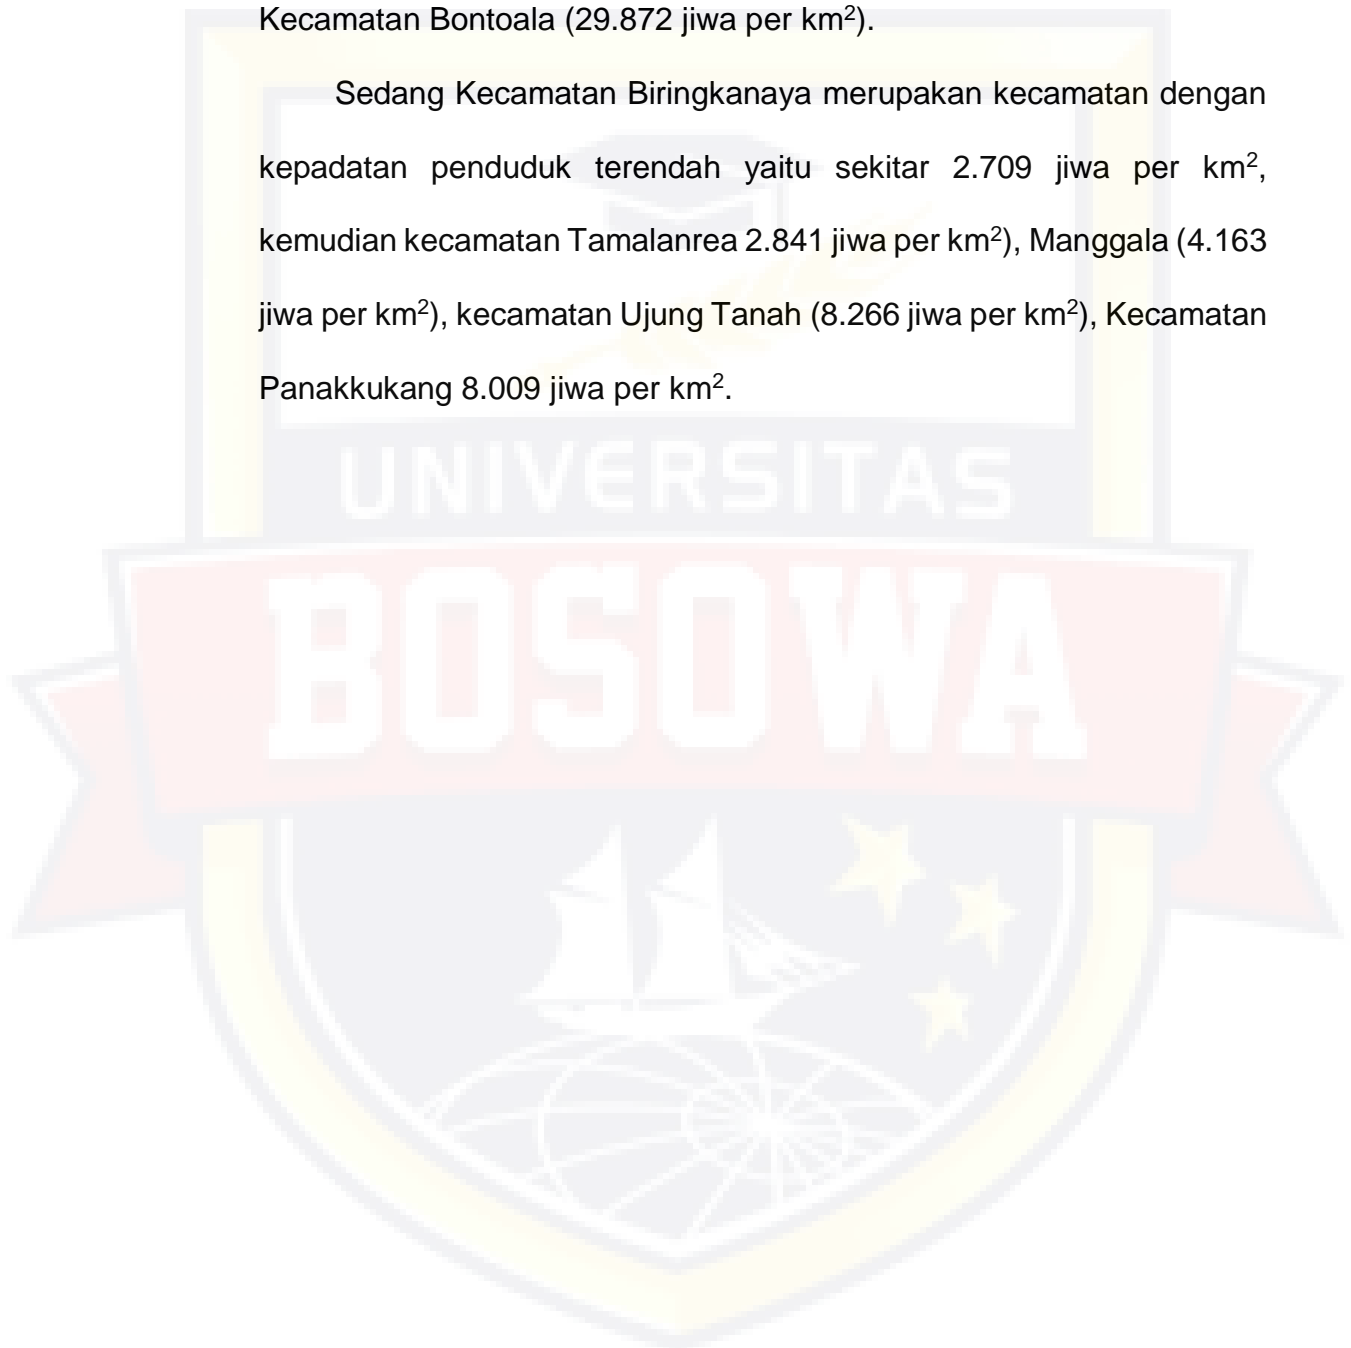 Kecamatan Bontoala (29.872 jiwa per km²).
Sedang Kecamatan Biringkanaya merupakan kecamatan dengan
kepadatan penduduk terendah yaitu sekitar 2.709 jiwa per km²,
kemudian kecamatan Tamalanrea 2.841 jiwa per km²), Manggala (4.163
jiwa per km²), kecamatan Ujung Tanah (8.266 jiwa per km²), Kecamatan
Panakkukang 8.009 jiwa per km².
UNIVERSITAS
BOSOWA